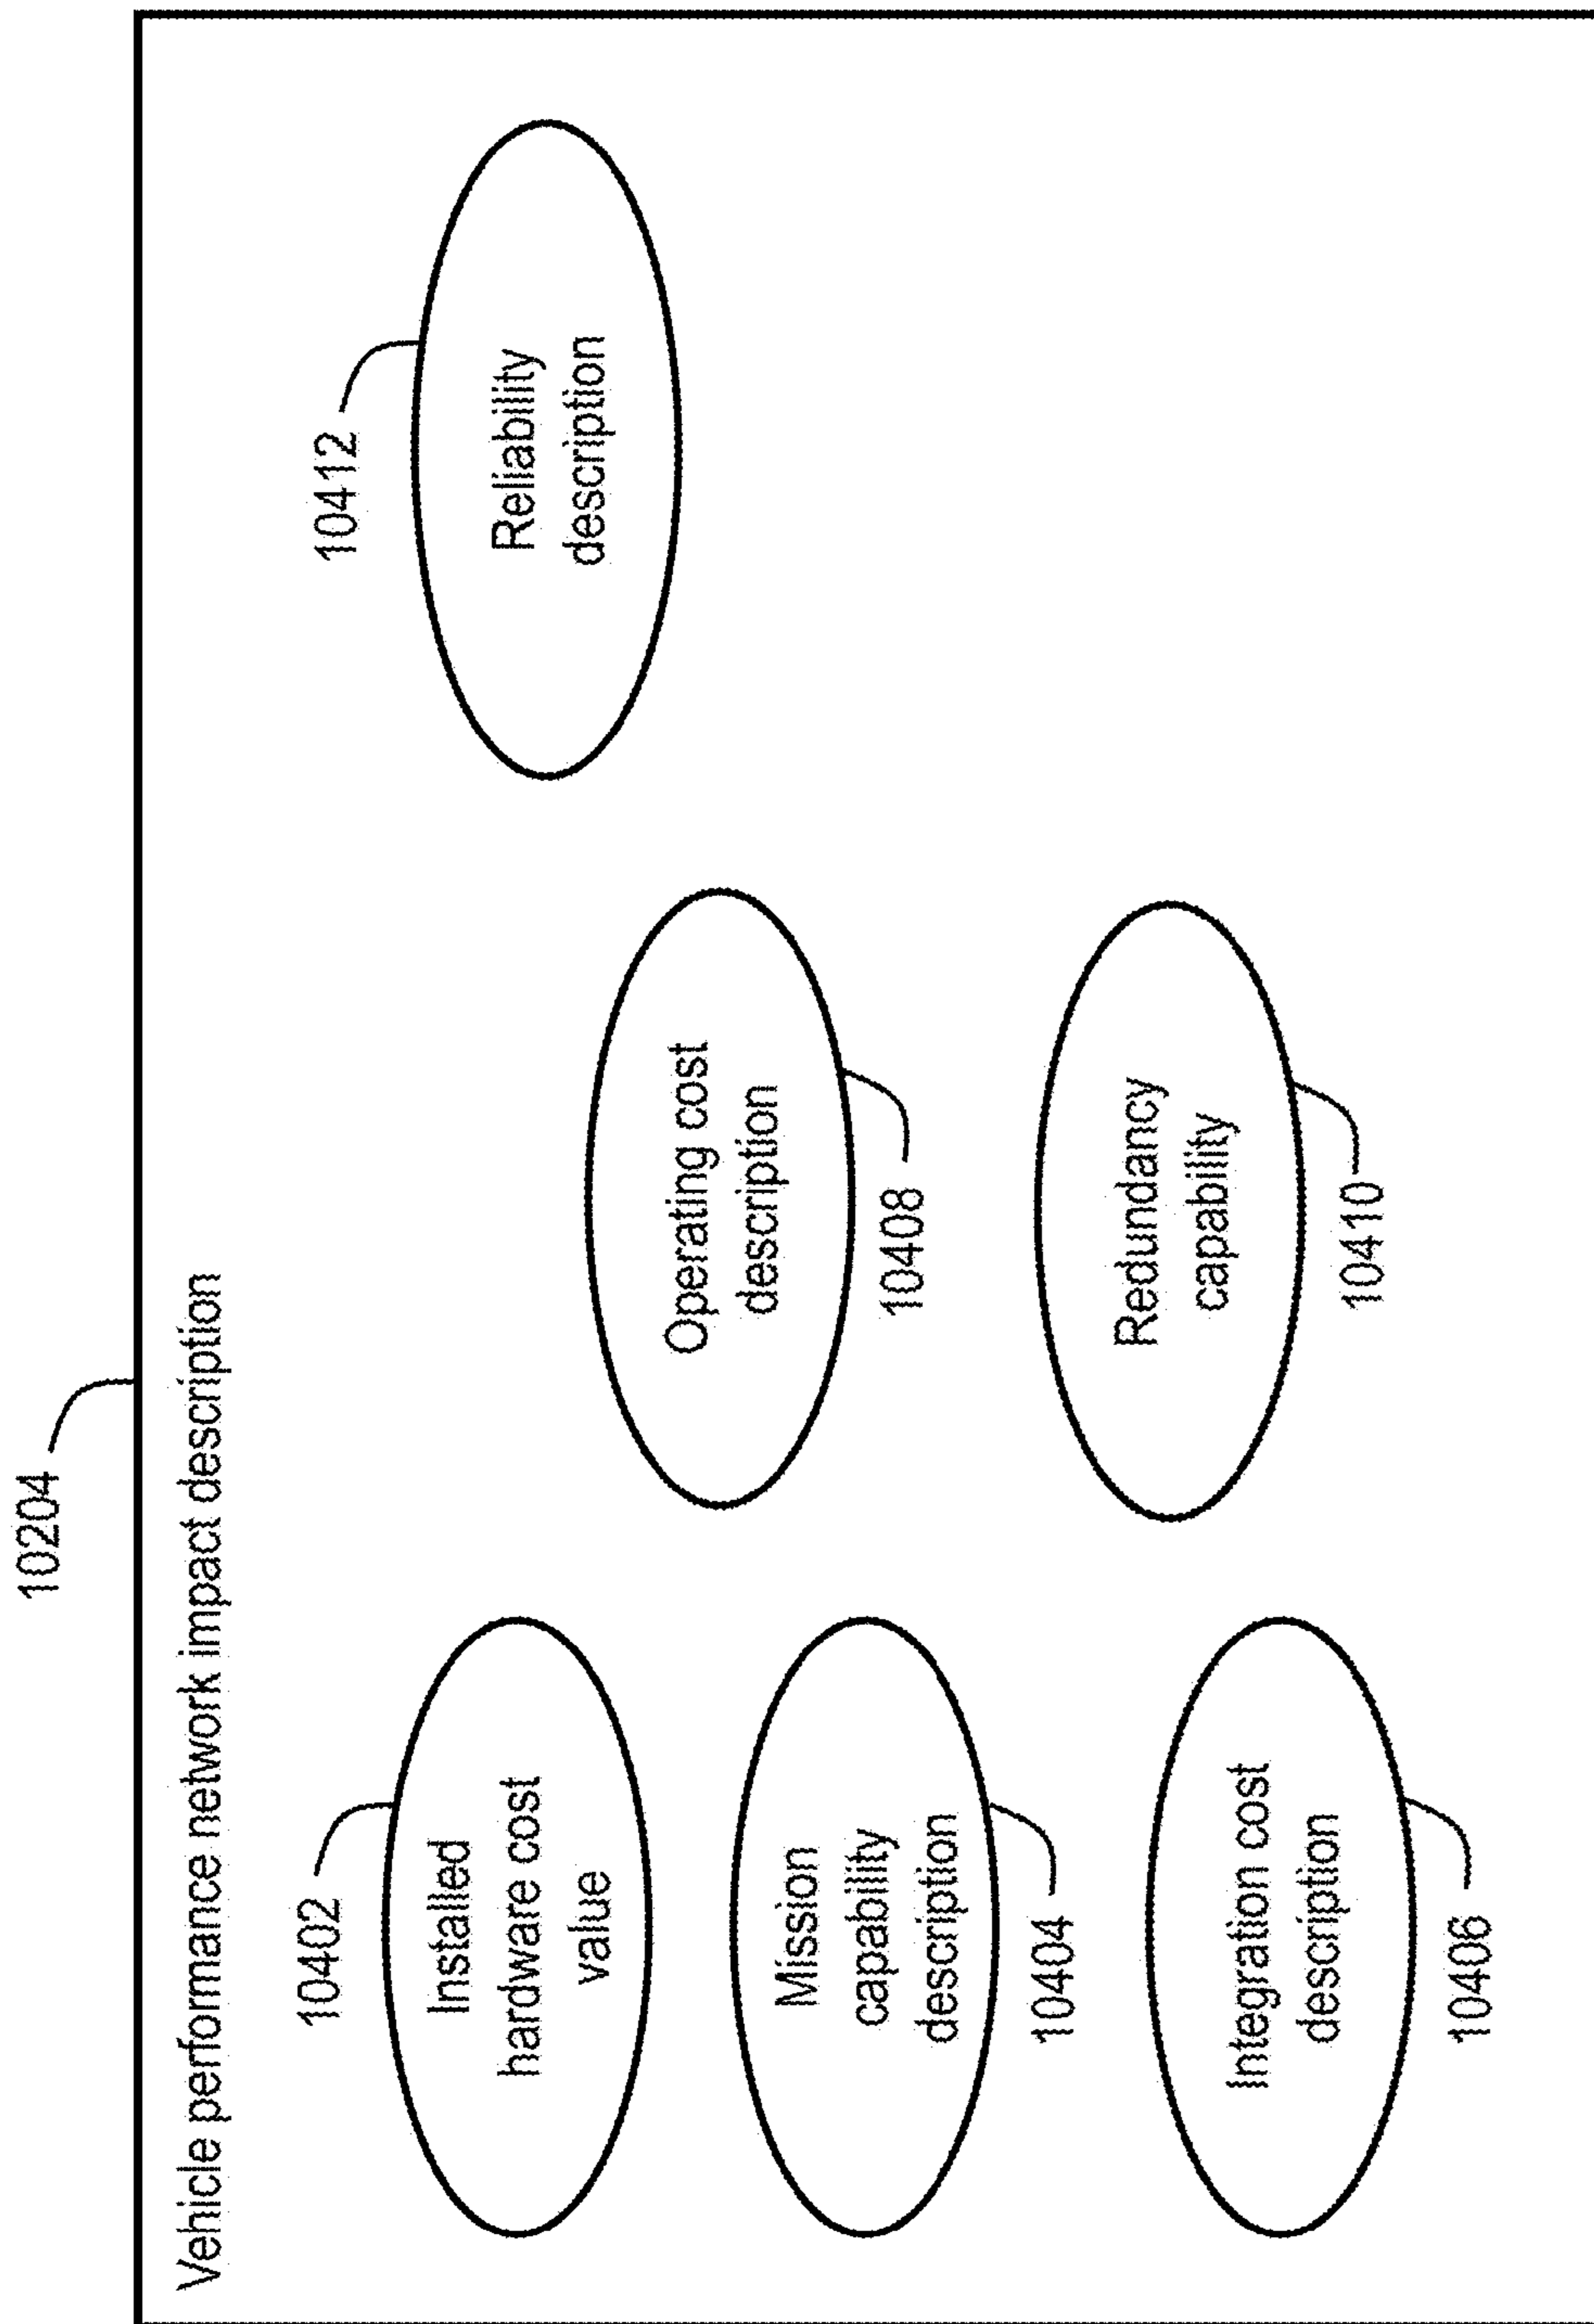 10204
Vehicle performance network impact description
10402
Installed
hardware cost
value
Mission
capability
description
10404
Integration cost
description
10406
Operating cost
description
10408
Redundancy
capability
10410
10412
Reliability
description